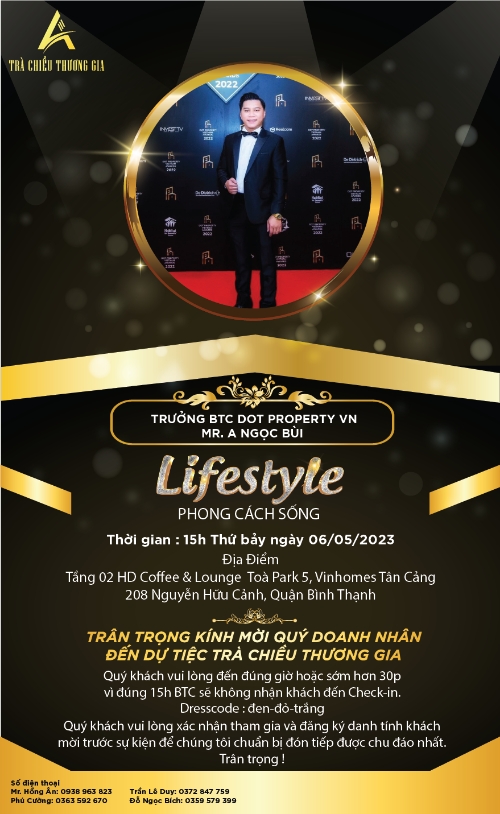 TRÀ CHIỀU THƯƠNG GIA
2022
TRƯỞNG BTC DOT PROPERTY VN
MR. A NGỌC BÙI
Lifestyle
PHONG CÁCH SỐNG
Thời gian : 15h Thứ bảy ngày 06/05/2023
Địa Điểm
Tầng 02 HD Coffee & Lounge Toà Park 5, Vinhomes Tân Cảng
208 Nguyễn Hữu Cảnh, Quận Bình Thạnh
TRÂN TRỌNG KÍNH MỜI QUÝ DOANH NHÂN
ĐẾN DỰ TIỆC TRÀ CHIỀU THƯƠNG GIA
Quý khách vui lòng đến đúng giờ hoặc sớm hơn 30p
vì đúng 15h BTC sẽ không nhận khách đến Check-in.
Dresscode : đen-đỏ-trắng
Quý khách vui lòng xác nhận tham gia và đăng ký danh tính khách
mời trước sự kiện để chúng tôi chuẩn bị đón tiếp được chu đáo nhất.
Trân trọng !
Số điện thoại
Mr. Hồng Ân: 0938 963 823 Trần Lê Duy: 0372 847 759
Phú Cường: 0363 592 670 Đỗ Ngọc Bích: 0359 579 399